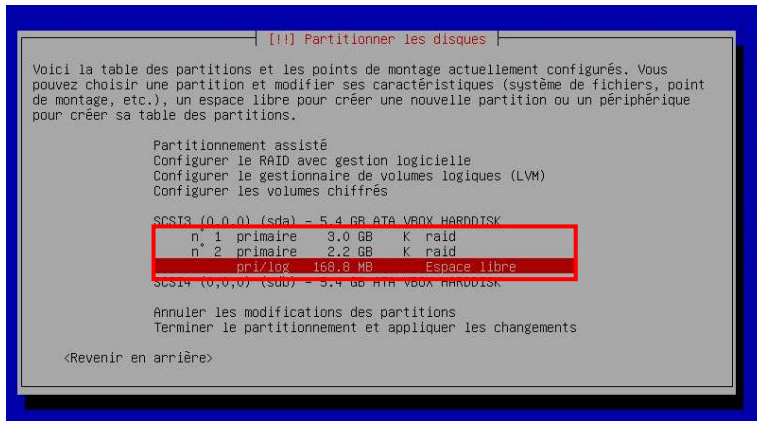 [!!] Partitionner les disques
Voici la table des partitions et les points de montage actuellement configurés. Vous
pouvez choisir une partition et modifier ses caractéristiques (système de fichiers, point
de montage, etc.), un espace libre pour créer une nouvelle partition ou un périphérique
pour créer sa table des partitions.
Partitionnement assisté
Configurer le RAID avec gestion logicielle
Configurer le gestionnaire de volumes logiques (LVM)
Configurer les volumes chiffrés
SCSI3 (0,0,0) (sda) - 5.4 GB ATA VBOX HARDDISK
n° 1 primaire 3.0 GB K raid
n° 2 primaire 2.2 GB K raid
pri/log 168.8 MB Espace libre
SCSI4 (0,0,0) (sdb) - 5.4 GB ATA VBOX HARDDISK
Annuler les modifications des partitions
Terminer le partitionnement et appliquer les changements
<Revenir en arrière>